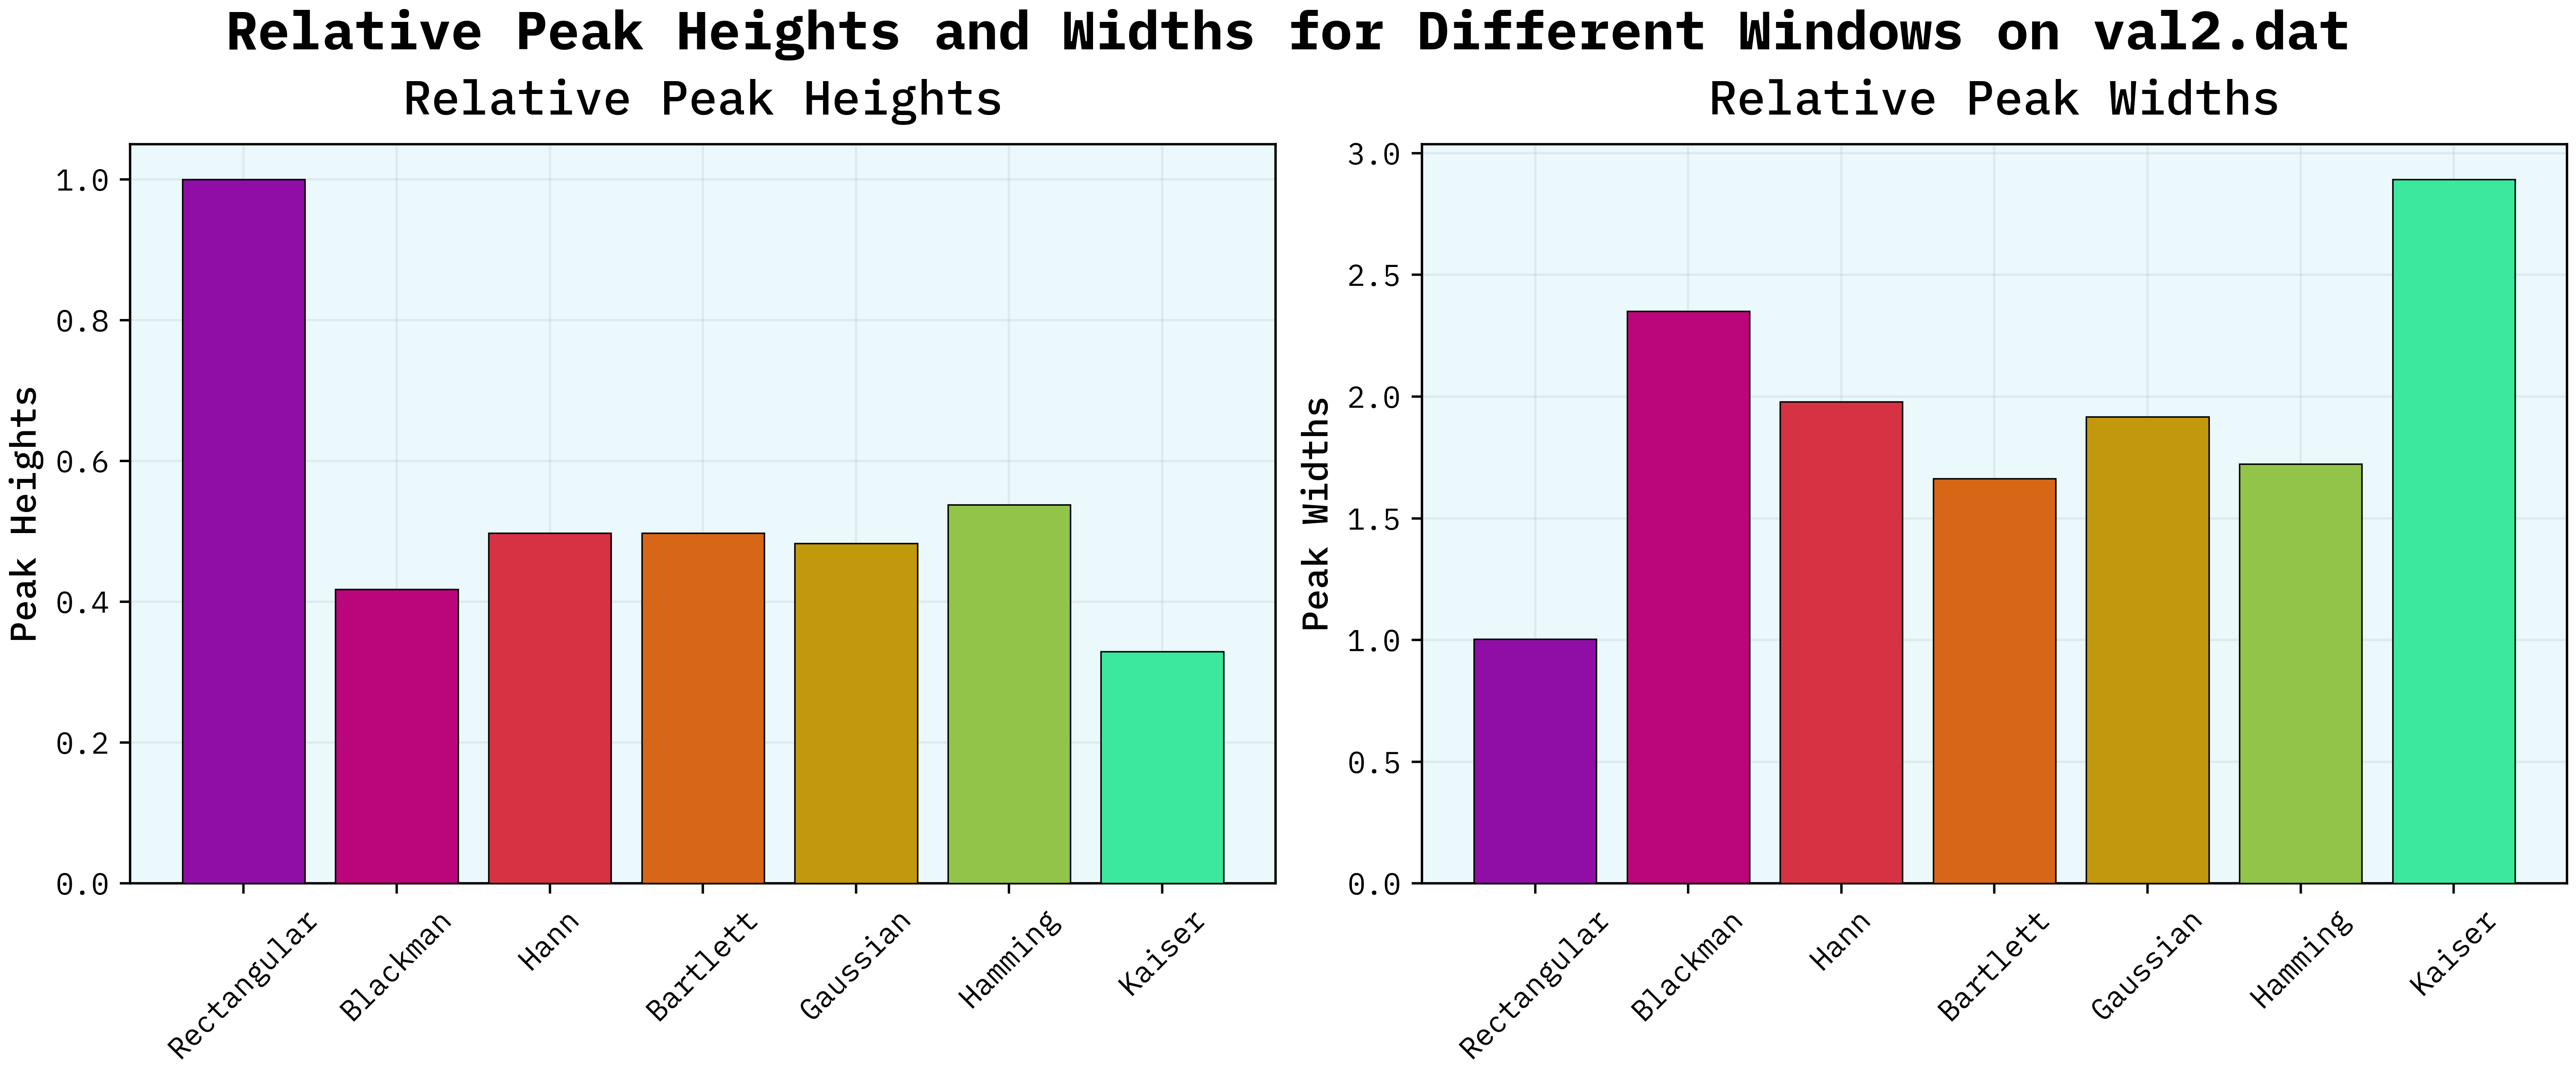 Relative Peak Heights and Widths for Different Windows on val2.dat
Relative Peak Heights
Peak Heights
1.0
0.8
0.6
0.4
0.2
0.0
Rectangular
Blackman
Hann
Bartlett
Gaussian
Hamming
Kaiser
Relative Peak Widths
Peak Widths
3.0
2.5
2.0
1.5
1.0
0.5
0.0
Rectangular
Blackman
Hann
Bartlett
Gaussian
Hamming
Kaiser